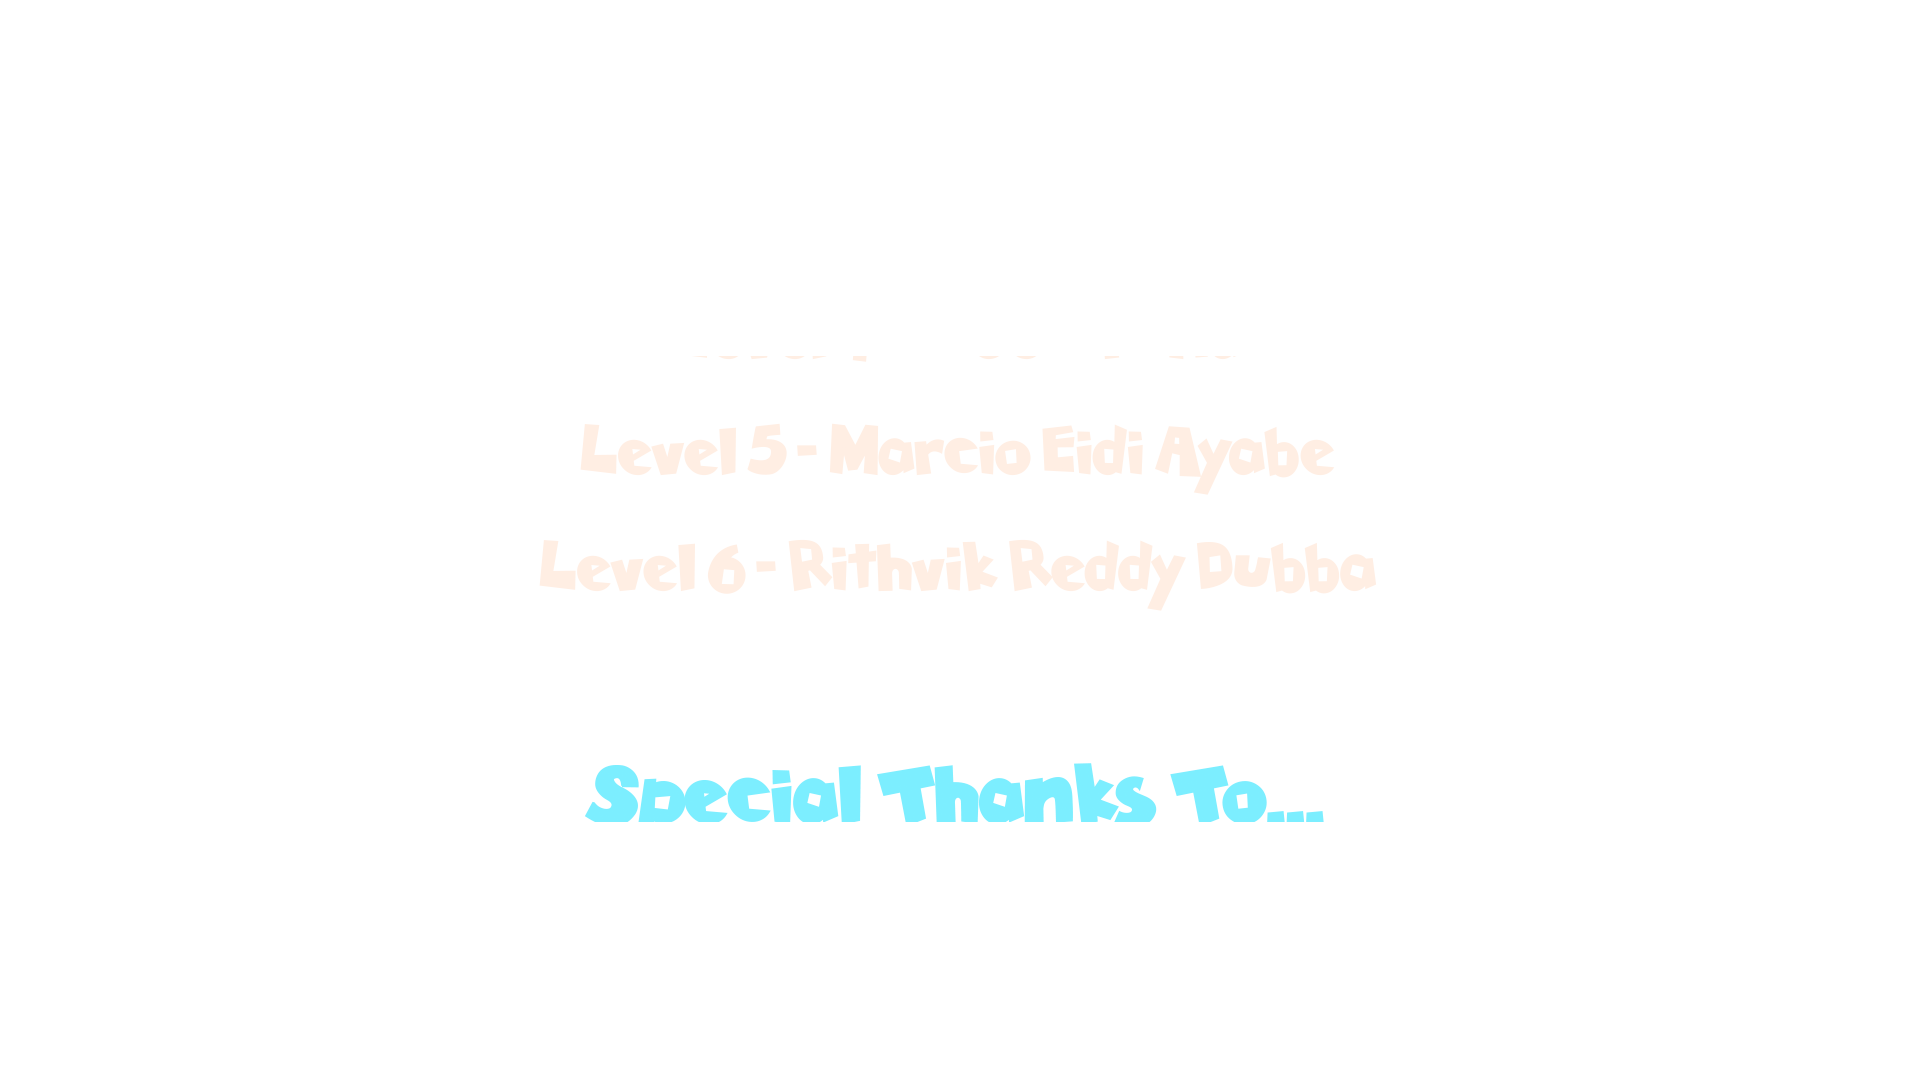 Level 5 - Marcio Eidi Ayabe
Level 6 - Rithvik Reddy Dubba
Special Thanks To...